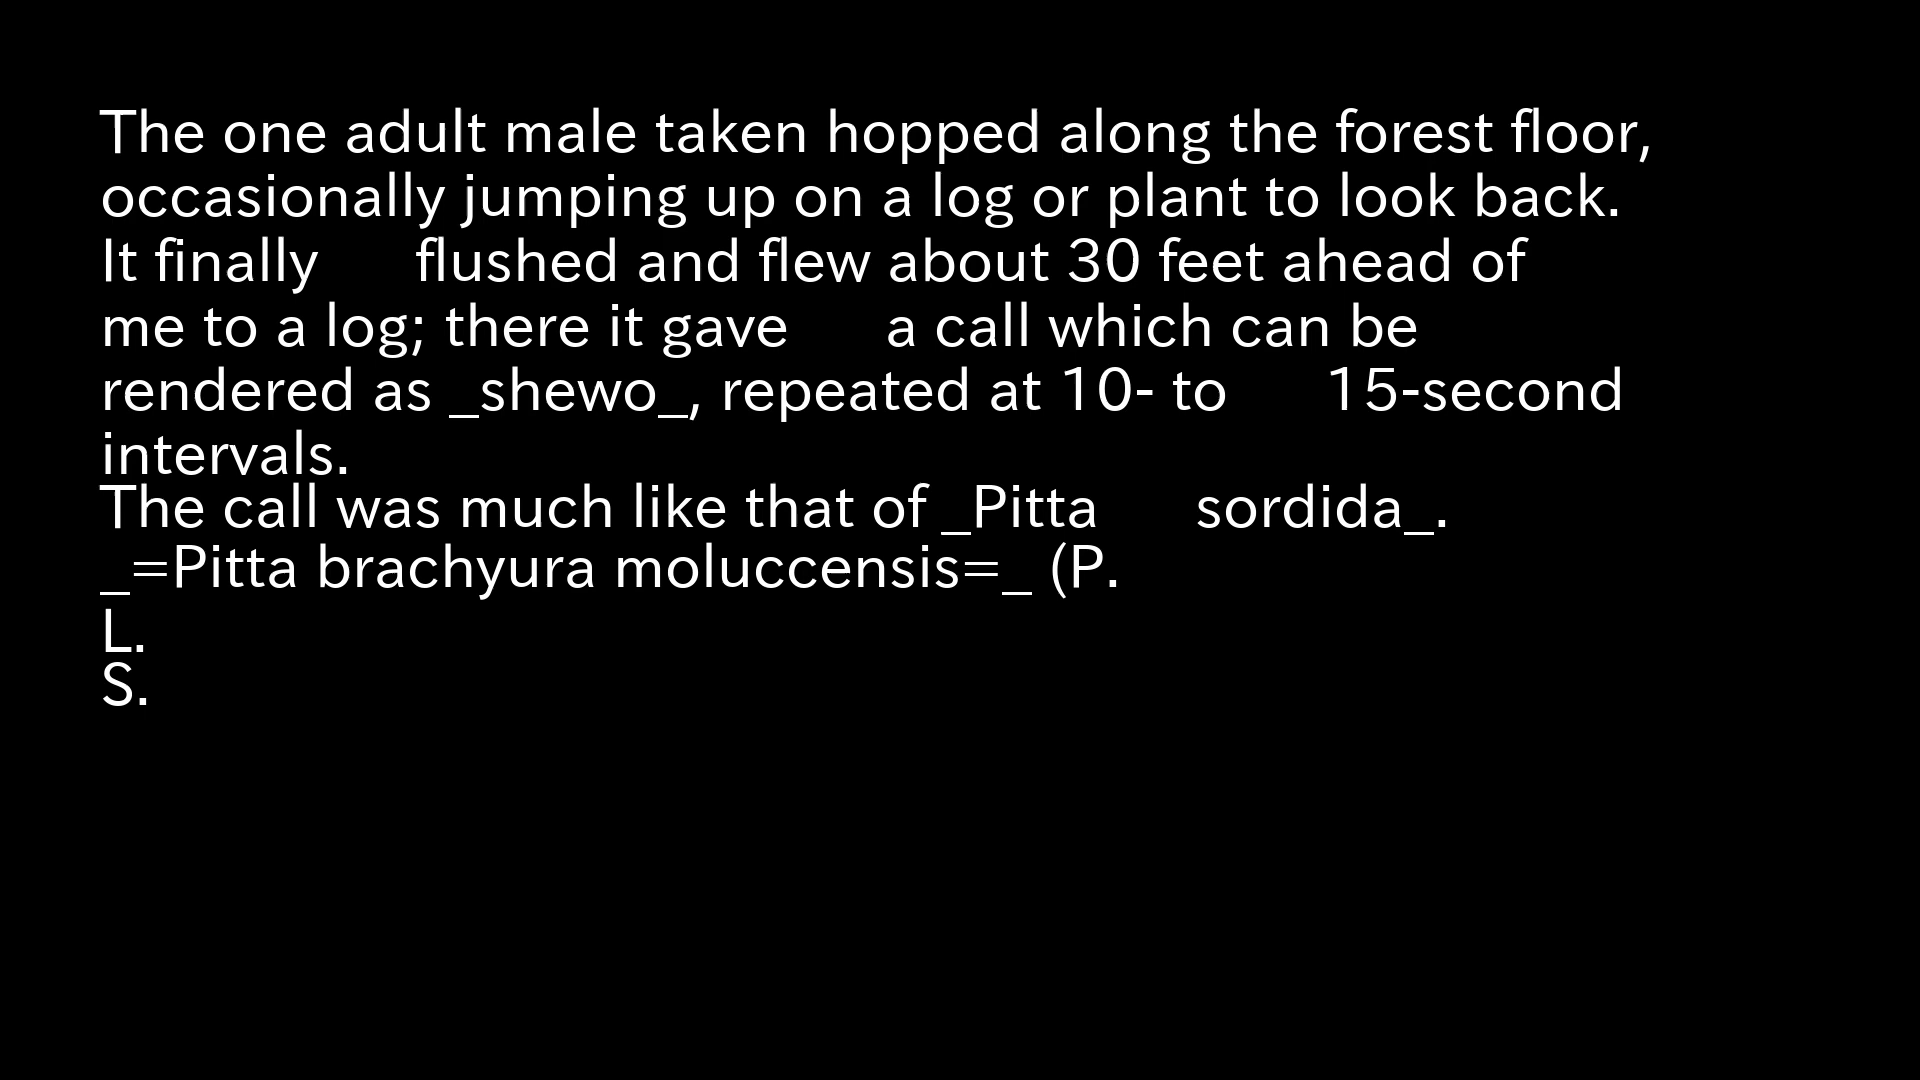 The one adult male taken hopped along the forest floor,
occasionally jumping up on a log or plant to look back.
It finally      flushed and flew about 30 feet ahead of
me to a log; there it gave      a call which can be
rendered as _shewo_, repeated at 10- to      15-second
intervals.
The call was much like that of _Pitta      sordida_.
_=Pitta brachyura moluccensis=_ (P.
L.
S.